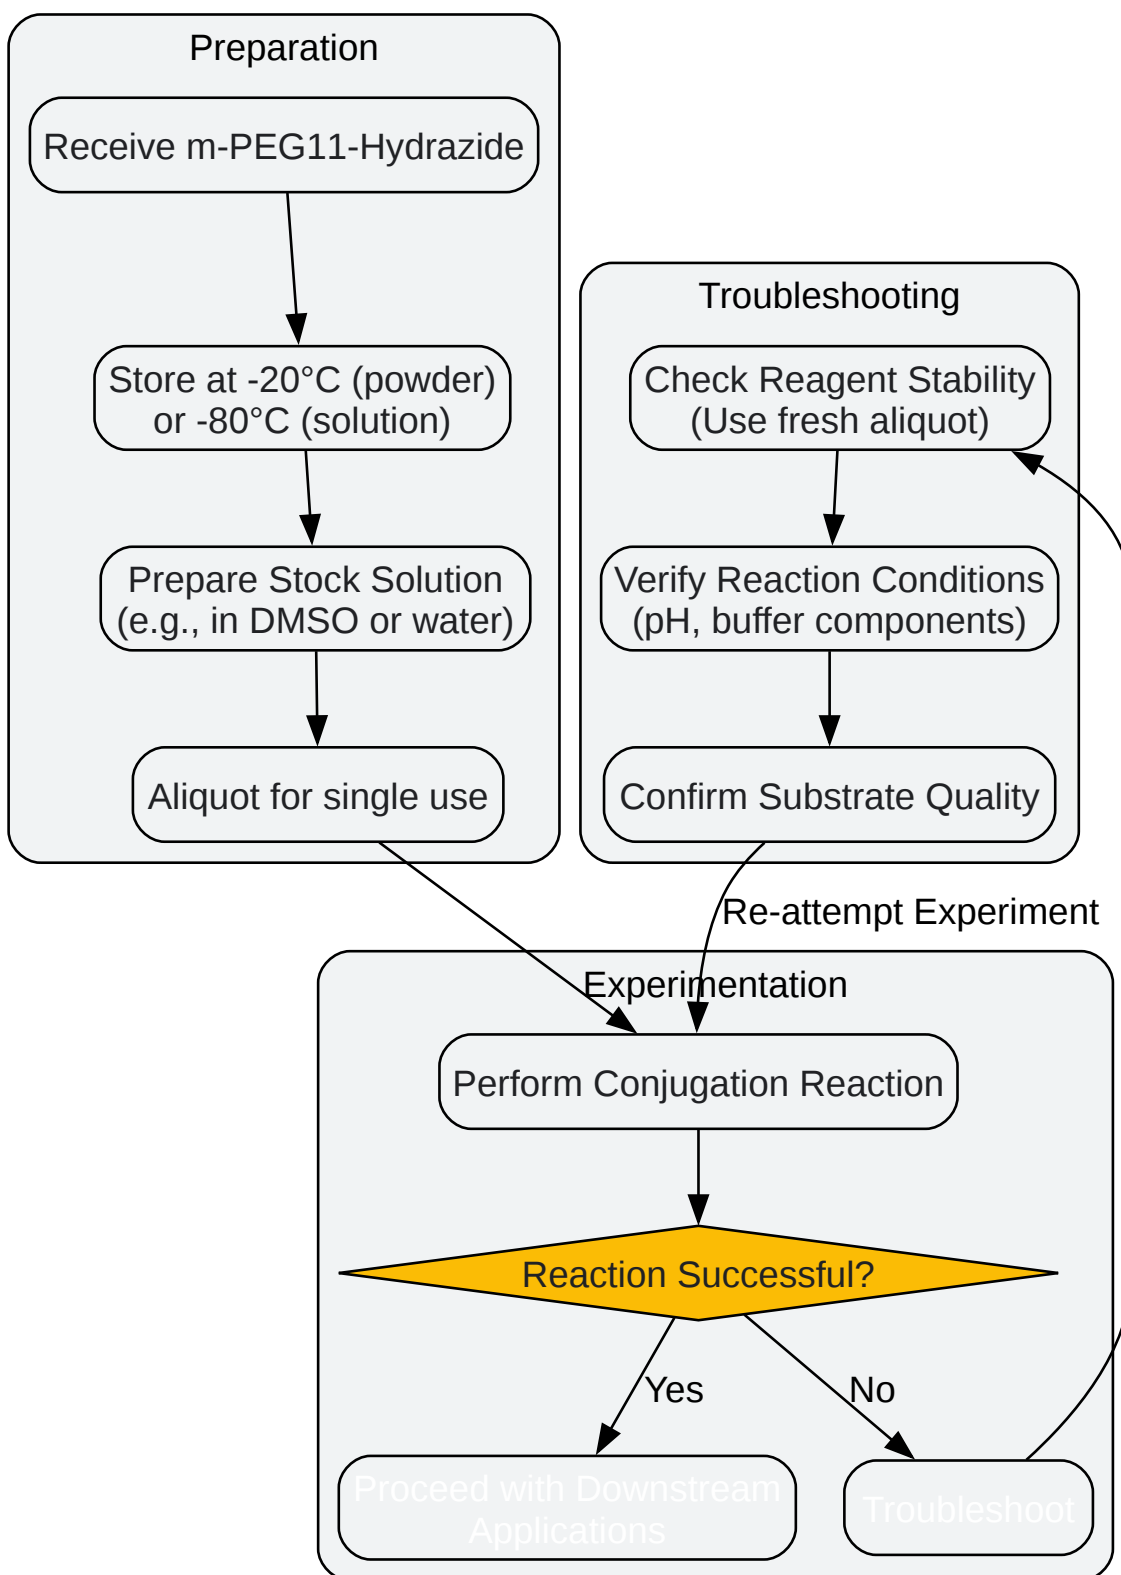 Preparation
Receive m-PEG11-Hydrazide
Store at -20°C (powder)
or -80°C (solution)
Prepare Stock Solution
(e.g., in DMSO or water)
Aliquot for single use
Troubleshooting
Check Reagent Stability
(Use fresh aliquot)
Verify Reaction Conditions
(pH, buffer components)
Confirm Substrate Quality
Re-attempt Experiment
Experimentation
Perform Conjugation Reaction
Reaction Successful?
Yes
No
Proceed with Downstream
Applications
Troubleshoot